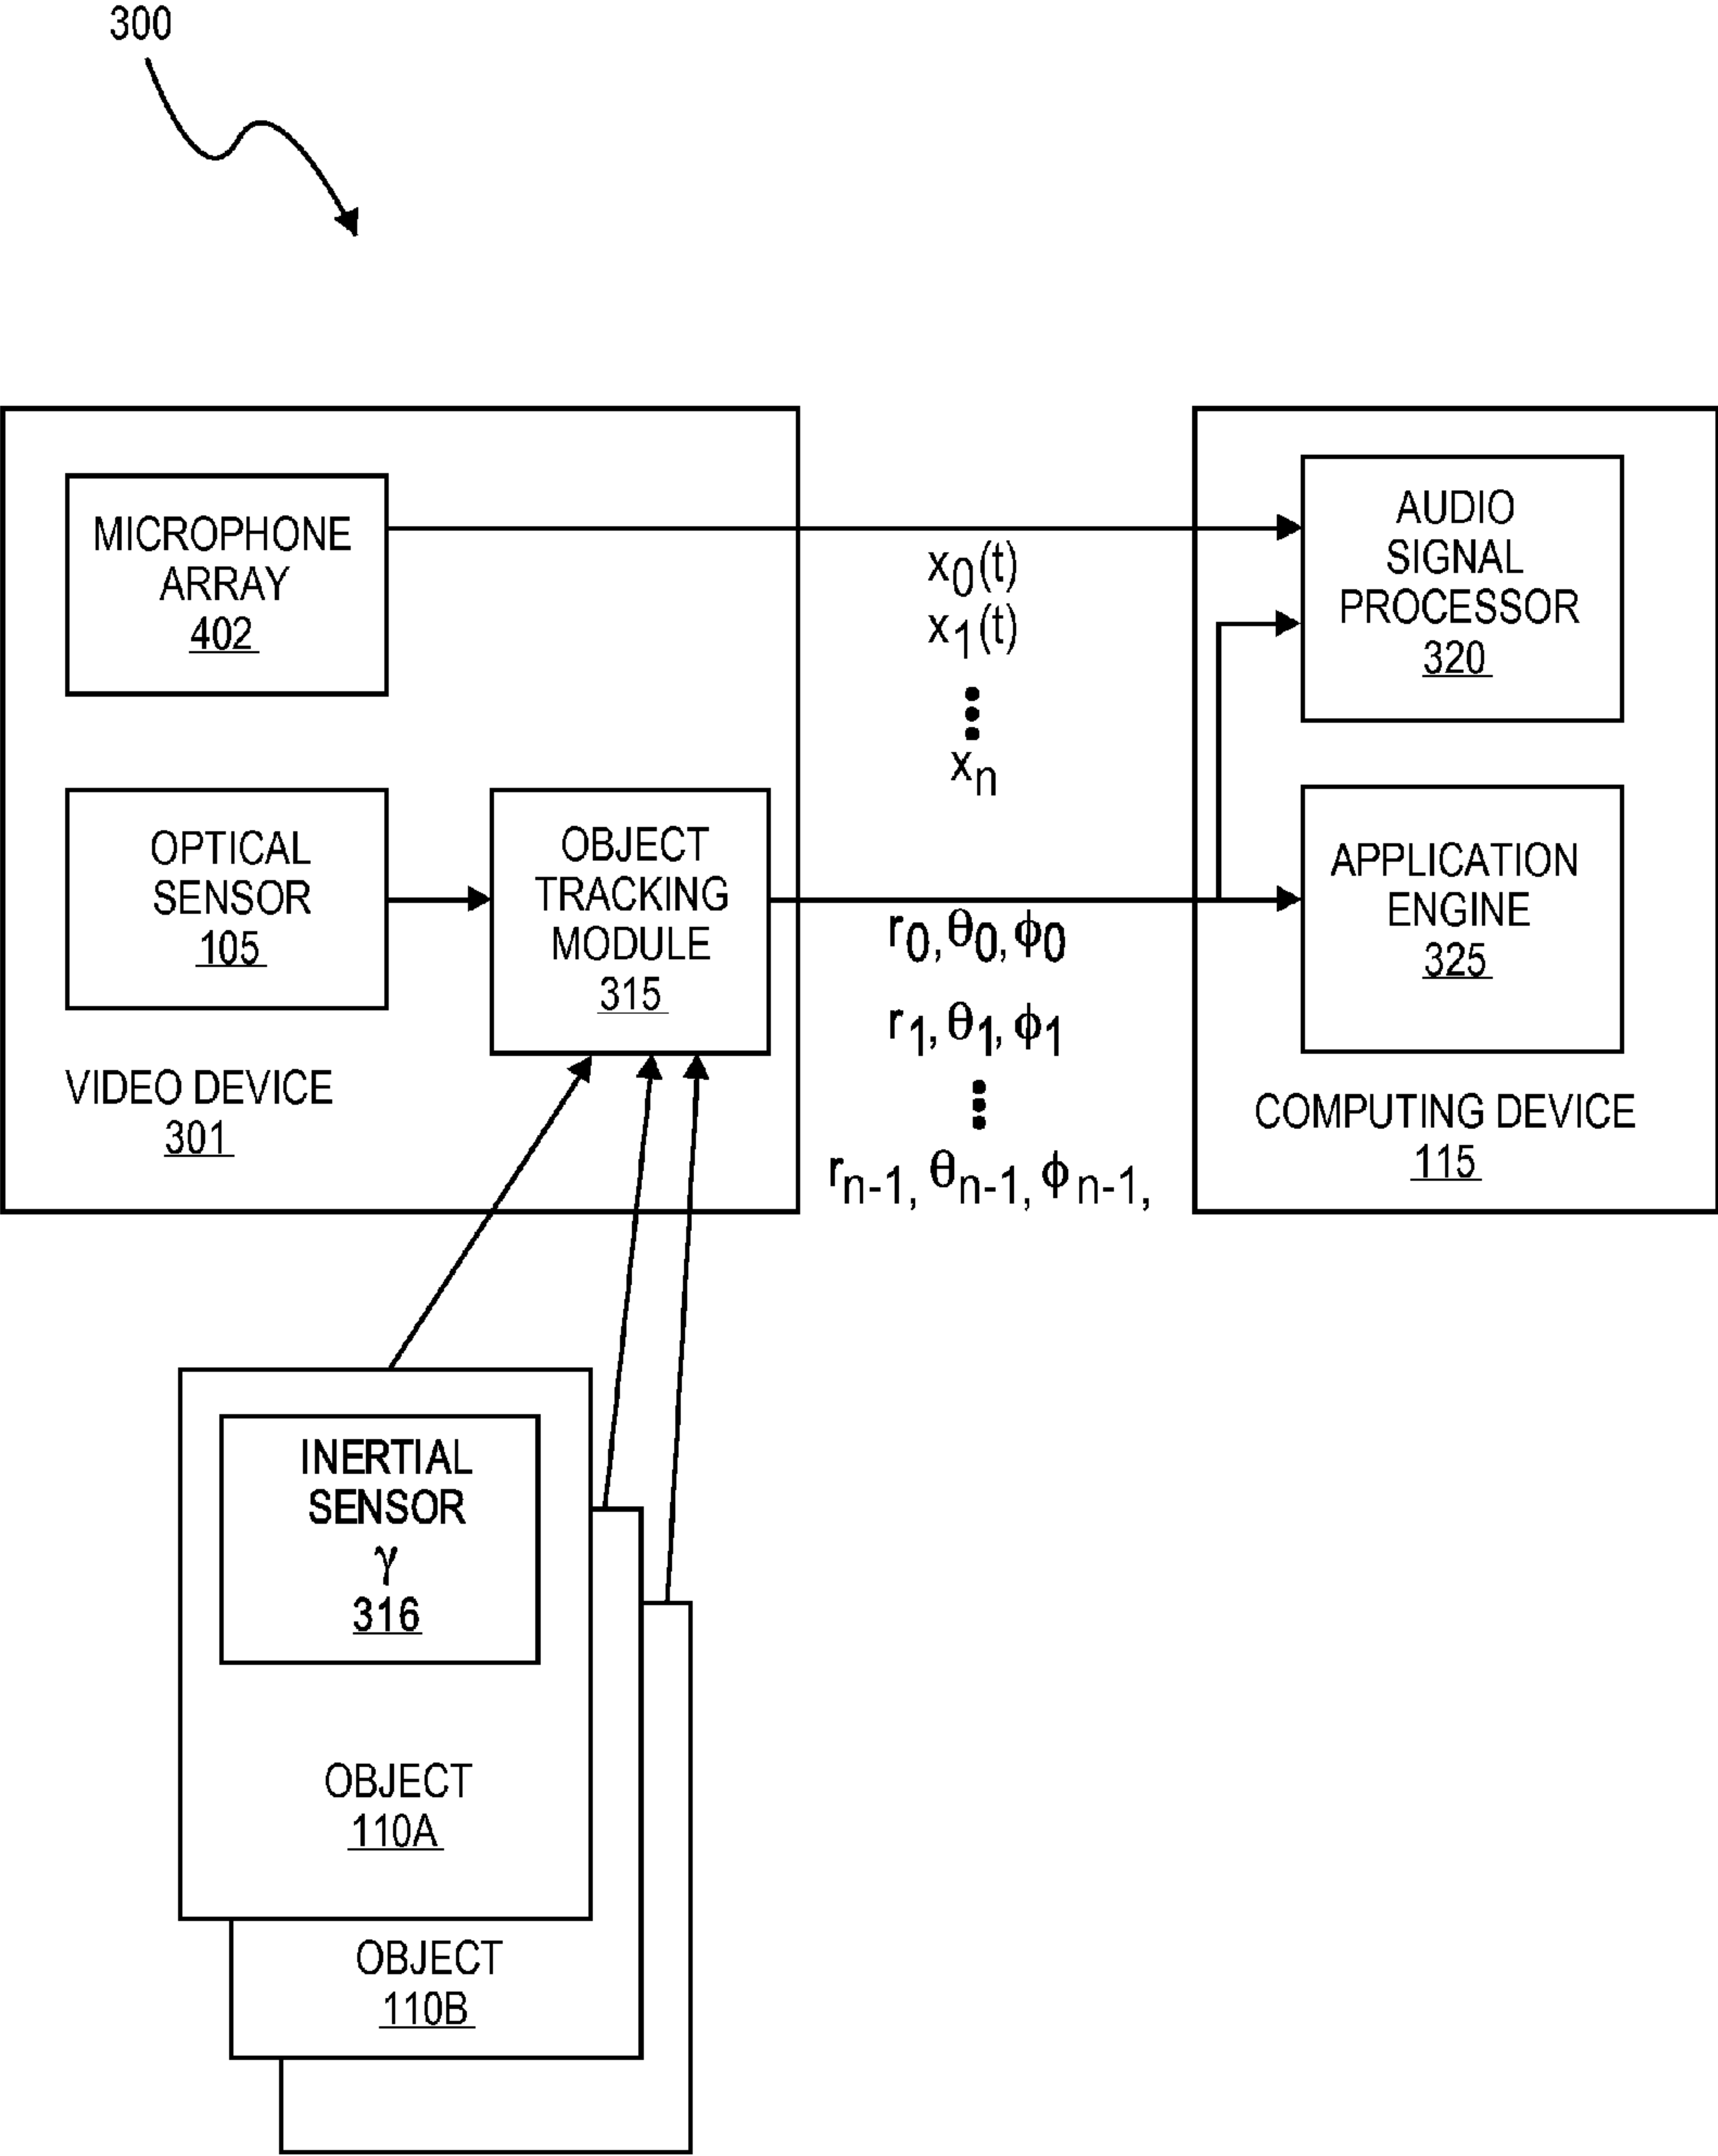 300
MICROPHONE
ARRAY
402
OPTICAL
SENSOR
105
OBJECT
TRACKING
MODULE
315
VIDEO DEVICE
301
x0(t)
x1(t)
xn
r0, θ0, ϕ0
r1, θ1, ϕ1
rn-1, θn-1, ϕn-1,
AUDIO
SIGNAL
PROCESSOR
320
APPLICATION
ENGINE
325
COMPUTING DEVICE
115
INERTIAL
SENSOR
γ
316
OBJECT
110A
OBJECT
110B